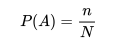 P(A) = n/N